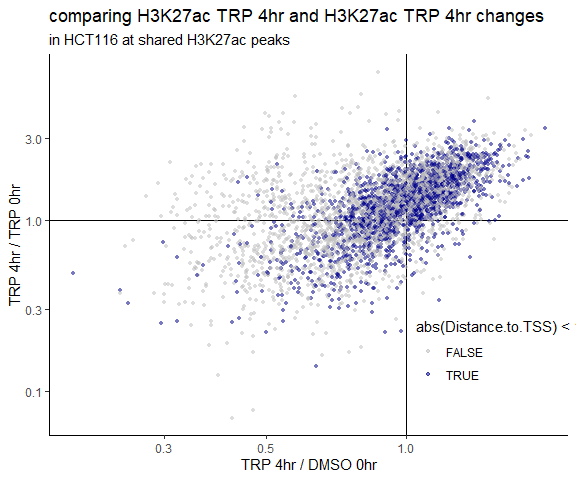 comparing H3K27ac TRP 4hr and H3K27ac TRP 4hr changes
in HCT116 at shared H3K27ac peaks
TRP 4hr / TRP 0hr
3.0
1.0
0.3
0.1
abs(Distance.to.TSS) <
FALSE
TRUE
0.3
0.5
1.0
TRP 4hr / DMSO 0hr